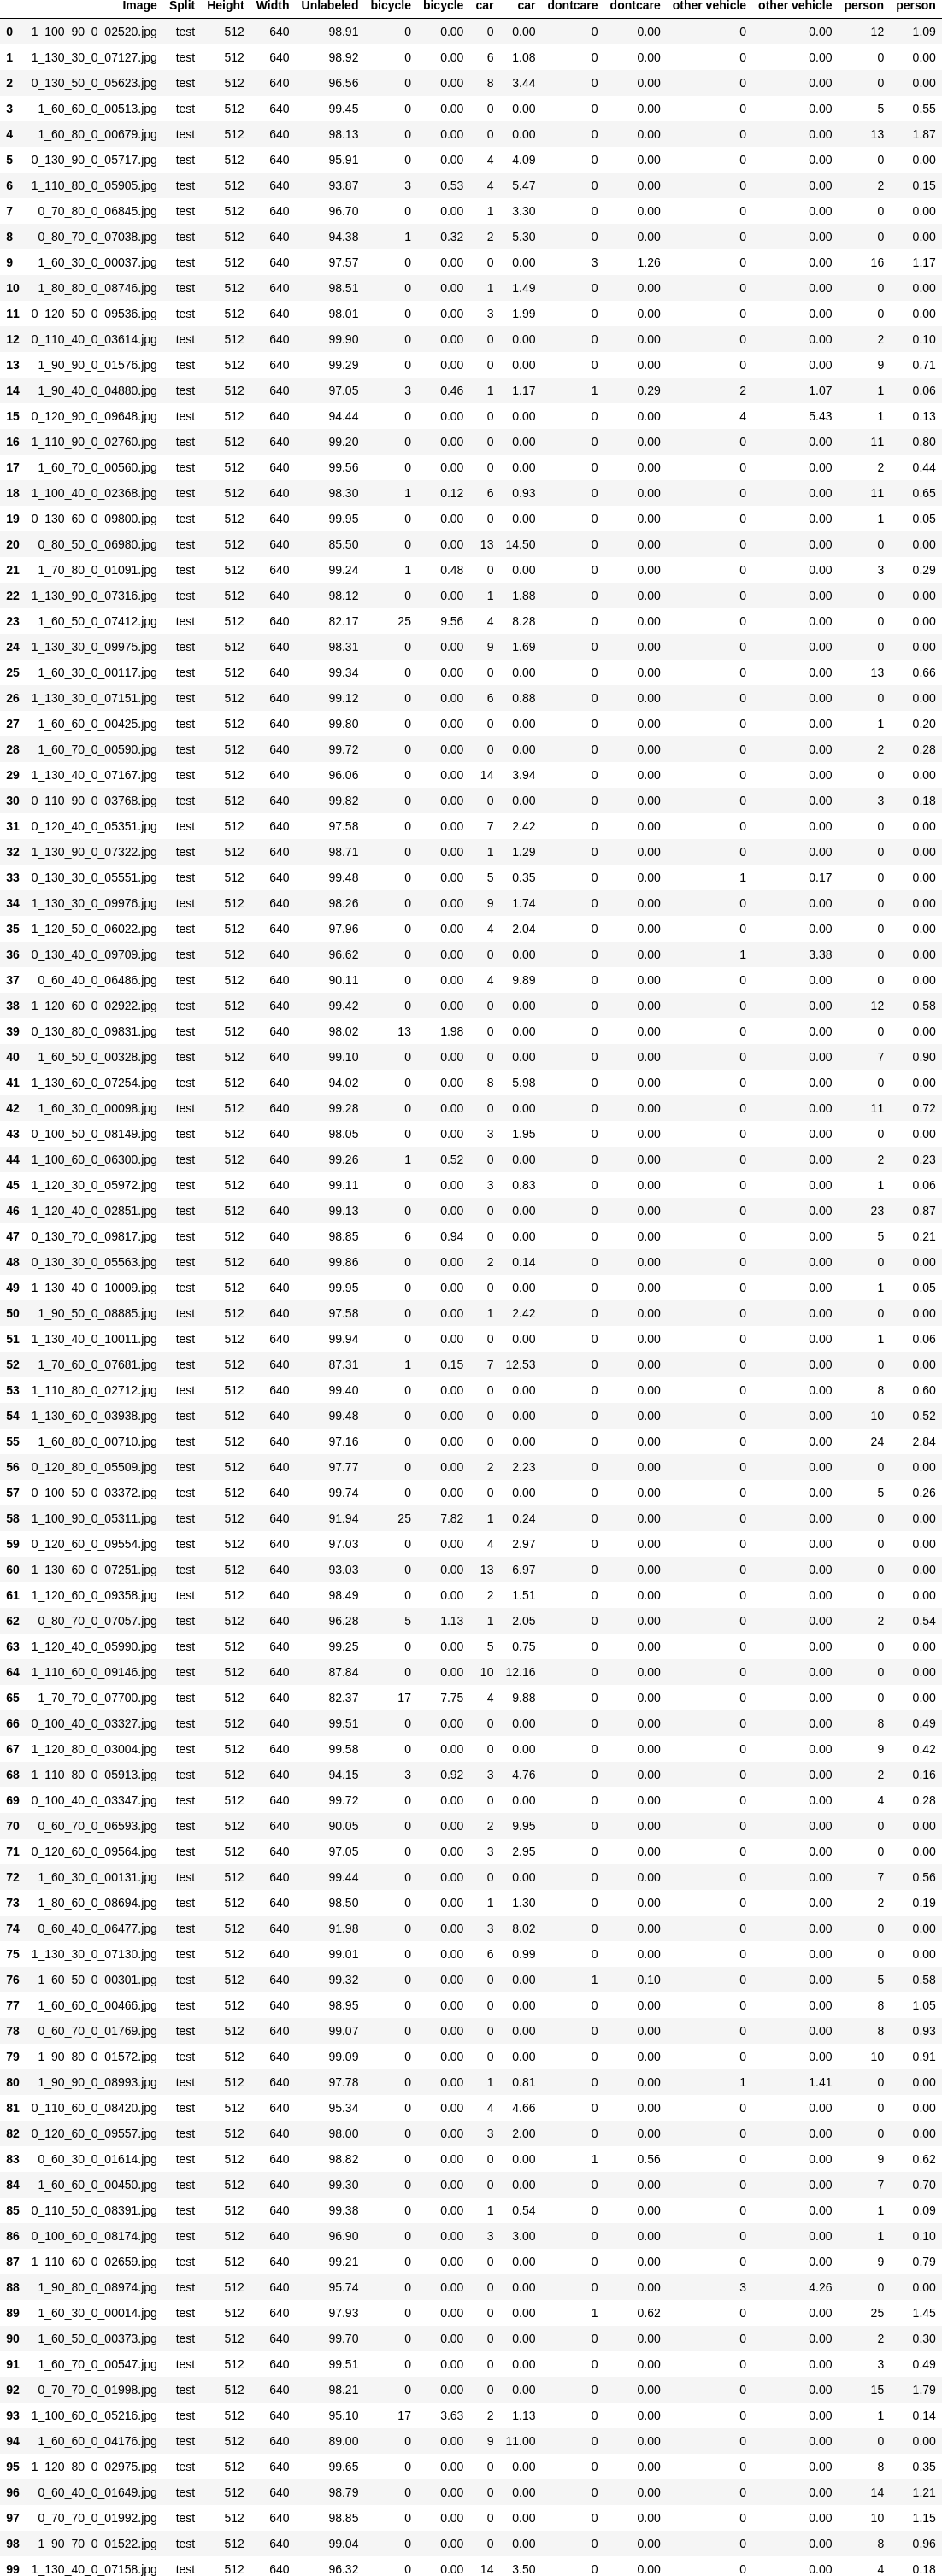 Image Split Height Width Unlabeled bicycle bicycle car car dontcare dontcare other vehicle other vehicle person person
0 1_100_90_0_02520.jpg test 512 640 98.91 0 0.00 0 0.00 0 0.00 0 0.00 12 1.09
1 1_130_30_0_07127.jpg test 512 640 98.92 0 0.00 6 1.08 0 0.00 0 0.00 0 0.00
2 0_130_50_0_05623.jpg test 512 640 96.56 0 0.00 8 3.44 0 0.00 0 0.00 0 0.00
3 1_60_60_0_00513.jpg test 512 640 99.45 0 0.00 0 0.00 0 0.00 0 0.00 5 0.55
4 1_60_80_0_00679.jpg test 512 640 98.13 0 0.00 0 0.00 0 0.00 0 0.00 13 1.87
5 0_130_90_0_05717.jpg test 512 640 95.91 0 0.00 4 4.09 0 0.00 0 0.00 0 0.00
6 1_110_80_0_05905.jpg test 512 640 93.87 3 0.53 4 5.47 0 0.00 0 0.00 2 0.15
7 0_70_80_0_06845.jpg test 512 640 96.70 0 0.00 1 3.30 0 0.00 0 0.00 0 0.00
8 0_80_70_0_07038.jpg test 512 640 94.38 1 0.32 2 5.30 0 0.00 0 0.00 0 0.00
9 1_60_30_0_00037.jpg test 512 640 97.57 0 0.00 0 0.00 3 1.26 0 0.00 16 1.17
10 1_80_80_0_08746.jpg test 512 640 98.51 0 0.00 1 1.49 0 0.00 0 0.00 0 0.00
11 0_120_50_0_09536.jpg test 512 640 98.01 0 0.00 3 1.99 0 0.00 0 0.00 0 0.00
12 0_110_40_0_03614.jpg test 512 640 99.90 0 0.00 0 0.00 0 0.00 0 0.00 2 0.10
13 1_90_90_0_01576.jpg test 512 640 99.29 0 0.00 0 0.00 0 0.00 0 0.00 9 0.71
14 1_90_40_0_04880.jpg test 512 640 97.05 3 0.46 1 1.17 1 0.29 2 1.07 1 0.06
15 0_120_90_0_09648.jpg test 512 640 94.44 0 0.00 0 0.00 0 0.00 4 5.43 1 0.13
16 1_110_90_0_02760.jpg test 512 640 99.20 0 0.00 0 0.00 0 0.00 0 0.00 11 0.80
17 1_60_70_0_00560.jpg test 512 640 99.56 0 0.00 0 0.00 0 0.00 0 0.00 2 0.44
18 1_100_40_0_02368.jpg test 512 640 98.30 1 0.12 6 0.93 0 0.00 0 0.00 11 0.65
19 0_130_60_0_09800.jpg test 512 640 99.95 0 0.00 0 0.00 0 0.00 0 0.00 1 0.05
20 0_80_50_0_06980.jpg test 512 640 85.50 0 0.00 13 14.50 0 0.00 0 0.00 0 0.00
21 1_70_80_0_01091.jpg test 512 640 99.24 1 0.48 0 0.00 0 0.00 0 0.00 3 0.29
22 1_130_90_0_07316.jpg test 512 640 98.12 0 0.00 1 1.88 0 0.00 0 0.00 0 0.00
23 1_60_50_0_07412.jpg test 512 640 82.17 25 9.56 4 8.28 0 0.00 0 0.00 0 0.00
24 1_130_30_0_09975.jpg test 512 640 98.31 0 0.00 9 1.69 0 0.00 0 0.00 0 0.00
25 1_60_30_0_00117.jpg test 512 640 99.34 0 0.00 0 0.00 0 0.00 0 0.00 13 0.66
26 1_130_30_0_07151.jpg test 512 640 99.12 0 0.00 6 0.88 0 0.00 0 0.00 0 0.00
27 1_60_60_0_00425.jpg test 512 640 99.80 0 0.00 0 0.00 0 0.00 0 0.00 1 0.20
28 1_60_70_0_00590.jpg test 512 640 99.72 0 0.00 0 0.00 0 0.00 0 0.00 2 0.28
29 1_130_40_0_07167.jpg test 512 640 96.06 0 0.00 14 3.94 0 0.00 0 0.00 0 0.00
30 0_110_90_0_03768.jpg test 512 640 99.82 0 0.00 0 0.00 0 0.00 0 0.00 3 0.18
31 0_120_40_0_05351.jpg test 512 640 97.58 0 0.00 7 2.42 0 0.00 0 0.00 0 0.00
32 1_130_90_0_07322.jpg test 512 640 98.71 0 0.00 1 1.29 0 0.00 0 0.00 0 0.00
33 0_130_30_0_05551.jpg test 512 640 99.48 0 0.00 5 0.35 0 0.00 1 0.17 0 0.00
34 1_130_30_0_09976.jpg test 512 640 98.26 0 0.00 9 1.74 0 0.00 0 0.00 0 0.00
35 1_120_50_0_06022.jpg test 512 640 97.96 0 0.00 4 2.04 0 0.00 0 0.00 0 0.00
36 0_130_40_0_09709.jpg test 512 640 96.62 0 0.00 0 0.00 0 0.00 1 3.38 0 0.00
37 0_60_40_0_06486.jpg test 512 640 90.11 0 0.00 4 9.89 0 0.00 0 0.00 0 0.00
38 1_120_60_0_02922.jpg test 512 640 99.42 0 0.00 0 0.00 0 0.00 0 0.00 12 0.58
39 0_130_80_0_09831.jpg test 512 640 98.02 13 1.98 0 0.00 0 0.00 0 0.00 0 0.00
40 1_60_50_0_00328.jpg test 512 640 99.10 0 0.00 0 0.00 0 0.00 0 0.00 7 0.90
41 1_130_60_0_07254.jpg test 512 640 94.02 0 0.00 8 5.98 0 0.00 0 0.00 0 0.00
42 1_60_30_0_00098.jpg test 512 640 99.28 0 0.00 0 0.00 0 0.00 0 0.00 11 0.72
43 0_100_50_0_08149.jpg test 512 640 98.05 0 0.00 3 1.95 0 0.00 0 0.00 0 0.00
44 1_100_60_0_06300.jpg test 512 640 99.26 1 0.52 0 0.00 0 0.00 0 0.00 2 0.23
45 1_120_30_0_05972.jpg test 512 640 99.11 0 0.00 3 0.83 0 0.00 0 0.00 1 0.06
46 1_120_40_0_02851.jpg test 512 640 99.13 0 0.00 0 0.00 0 0.00 0 0.00 23 0.87
47 0_130_70_0_09817.jpg test 512 640 98.85 6 0.94 0 0.00 0 0.00 0 0.00 5 0.21
48 0_130_30_0_05563.jpg test 512 640 99.86 0 0.00 2 0.14 0 0.00 0 0.00 0 0.00
49 1_130_40_0_10009.jpg test 512 640 99.95 0 0.00 0 0.00 0 0.00 0 0.00 1 0.05
50 1_90_50_0_08885.jpg test 512 640 97.58 0 0.00 1 2.42 0 0.00 0 0.00 0 0.00
51 1_130_40_0_10011.jpg test 512 640 99.94 0 0.00 0 0.00 0 0.00 0 0.00 1 0.06
52 1_70_60_0_07681.jpg test 512 640 87.31 1 0.15 7 12.53 0 0.00 0 0.00 0 0.00
53 1_110_80_0_02712.jpg test 512 640 99.40 0 0.00 0 0.00 0 0.00 0 0.00 8 0.60
54 1_130_60_0_03938.jpg test 512 640 99.48 0 0.00 0 0.00 0 0.00 0 0.00 10 0.52
55 1_60_80_0_00710.jpg test 512 640 97.16 0 0.00 0 0.00 0 0.00 0 0.00 24 2.84
56 0_120_80_0_05509.jpg test 512 640 97.77 0 0.00 2 2.23 0 0.00 0 0.00 0 0.00
57 0_100_50_0_03372.jpg test 512 640 99.74 0 0.00 0 0.00 0 0.00 0 0.00 5 0.26
58 1_100_90_0_05311.jpg test 512 640 91.94 25 7.82 1 0.24 0 0.00 0 0.00 0 0.00
59 0_120_60_0_09554.jpg test 512 640 97.03 0 0.00 4 2.97 0 0.00 0 0.00 0 0.00
60 1_130_60_0_07251.jpg test 512 640 93.03 0 0.00 13 6.97 0 0.00 0 0.00 0 0.00
61 1_120_60_0_09358.jpg test 512 640 98.49 0 0.00 2 1.51 0 0.00 0 0.00 0 0.00
62 0_80_70_0_07057.jpg test 512 640 96.28 5 1.13 1 2.05 0 0.00 0 0.00 2 0.54
63 1_120_40_0_05990.jpg test 512 640 99.25 0 0.00 5 0.75 0 0.00 0 0.00 0 0.00
64 1_110_60_0_09146.jpg test 512 640 87.84 0 0.00 10 12.16 0 0.00 0 0.00 0 0.00
65 1_70_70_0_07700.jpg test 512 640 82.37 17 7.75 4 9.88 0 0.00 0 0.00 0 0.00
66 0_100_40_0_03327.jpg test 512 640 99.51 0 0.00 0 0.00 0 0.00 0 0.00 8 0.49
67 1_120_80_0_03004.jpg test 512 640 99.58 0 0.00 0 0.00 0 0.00 0 0.00 9 0.42
68 1_110_80_0_05913.jpg test 512 640 94.15 3 0.92 3 4.76 0 0.00 0 0.00 2 0.16
69 0_100_40_0_03347.jpg test 512 640 99.72 0 0.00 0 0.00 0 0.00 0 0.00 4 0.28
70 0_60_70_0_06593.jpg test 512 640 90.05 0 0.00 2 9.95 0 0.00 0 0.00 0 0.00
71 0_120_60_0_09564.jpg test 512 640 97.05 0 0.00 3 2.95 0 0.00 0 0.00 0 0.00
72 1_60_30_0_00131.jpg test 512 640 99.44 0 0.00 0 0.00 0 0.00 0 0.00 7 0.56
73 1_80_60_0_08694.jpg test 512 640 98.50 0 0.00 1 1.30 0 0.00 0 0.00 2 0.19
74 0_60_40_0_06477.jpg test 512 640 91.98 0 0.00 3 8.02 0 0.00 0 0.00 0 0.00
75 1_130_30_0_07130.jpg test 512 640 99.01 0 0.00 6 0.99 0 0.00 0 0.00 0 0.00
76 1_60_50_0_00301.jpg test 512 640 99.32 0 0.00 0 0.00 1 0.10 0 0.00 5 0.58
77 1_60_60_0_00466.jpg test 512 640 98.95 0 0.00 0 0.00 0 0.00 0 0.00 8 1.05
78 0_60_70_0_01769.jpg test 512 640 99.07 0 0.00 0 0.00 0 0.00 0 0.00 8 0.93
79 1_90_80_0_01572.jpg test 512 640 99.09 0 0.00 0 0.00 0 0.00 0 0.00 10 0.91
80 1_90_90_0_08993.jpg test 512 640 97.78 0 0.00 1 0.81 0 0.00 1 1.41 0 0.00
81 0_110_60_0_08420.jpg test 512 640 95.34 0 0.00 4 4.66 0 0.00 0 0.00 0 0.00
82 0_120_60_0_09557.jpg test 512 640 98.00 0 0.00 3 2.00 0 0.00 0 0.00 0 0.00
83 0_60_30_0_01614.jpg test 512 640 98.82 0 0.00 0 0.00 1 0.56 0 0.00 9 0.62
84 1_60_60_0_00450.jpg test 512 640 99.30 0 0.00 0 0.00 0 0.00 0 0.00 7 0.70
85 0_110_50_0_08391.jpg test 512 640 99.38 0 0.00 1 0.54 0 0.00 0 0.00 1 0.09
86 0_100_60_0_08174.jpg test 512 640 96.90 0 0.00 3 3.00 0 0.00 0 0.00 1 0.10
87 1_110_60_0_02659.jpg test 512 640 99.21 0 0.00 0 0.00 0 0.00 0 0.00 9 0.79
88 1_90_80_0_08974.jpg test 512 640 95.74 0 0.00 0 0.00 0 0.00 3 4.26 0 0.00
89 1_60_30_0_00014.jpg test 512 640 97.93 0 0.00 0 0.00 1 0.62 0 0.00 25 1.45
90 1_60_50_0_00373.jpg test 512 640 99.70 0 0.00 0 0.00 0 0.00 0 0.00 2 0.30
91 1_60_70_0_00547.jpg test 512 640 99.51 0 0.00 0 0.00 0 0.00 0 0.00 3 0.49
92 0_70_70_0_01998.jpg test 512 640 98.21 0 0.00 0 0.00 0 0.00 0 0.00 15 1.79
93 1_100_60_0_05216.jpg test 512 640 95.10 17 3.63 2 1.13 0 0.00 0 0.00 1 0.14
94 1_60_60_0_04176.jpg test 512 640 89.00 0 0.00 9 11.00 0 0.00 0 0.00 0 0.00
95 1_120_80_0_02975.jpg test 512 640 99.65 0 0.00 0 0.00 0 0.00 0 0.00 8 0.35
96 0_60_40_0_01649.jpg test 512 640 98.79 0 0.00 0 0.00 0 0.00 0 0.00 14 1.21
97 0_70_70_0_01992.jpg test 512 640 98.85 0 0.00 0 0.00 0 0.00 0 0.00 10 1.15
98 1_90_70_0_01522.jpg test 512 640 99.04 0 0.00 0 0.00 0 0.00 0 0.00 8 0.96
99 1_130_40_0_07158.jpg test 512 640 96.32 0 0.00 14 3.50 0 0.00 0 0.00 4 0.18